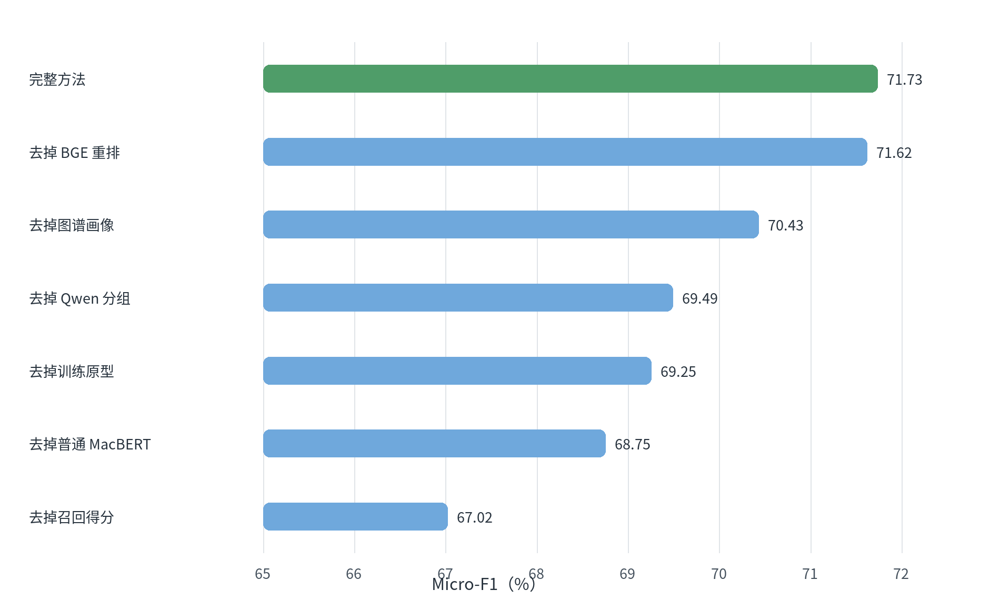 完整方法 71.73
去掉 BGE 重排 71.62
去掉图谱画像 70.43
去掉 Qwen 分组 69.49
去掉训练原型 69.25
去掉普通 MacBERT 68.75
去掉召回得分 67.02
65 66 67 68 69 70 71 72
Micro-F1（%）